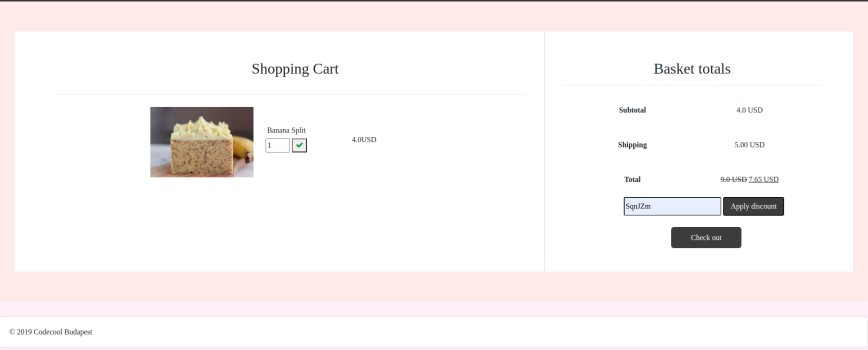 Shopping Cart
Banana Split
1
4.0USD
Basket totals
Subtotal 4.0 USD
Shipping 5.00 USD
Total 9.0 USD 7.65 USD
SqnJZm Apply discount
Check out
© 2019 Codecool Budapest